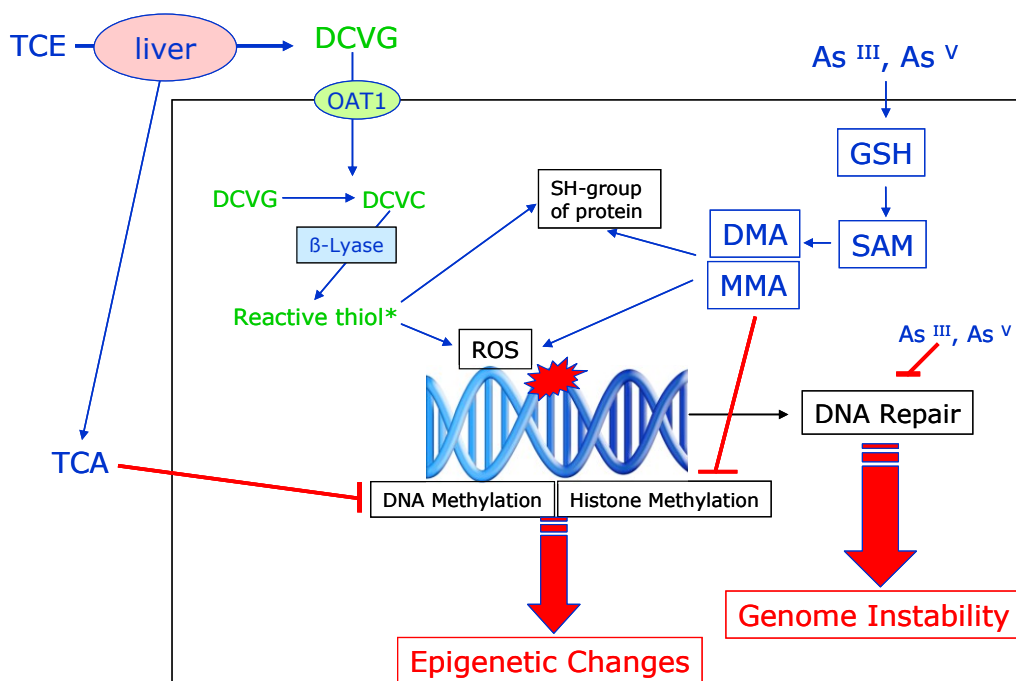 TCE
liver
DCVG
OAT1
As III, As V
GSH
DCVG
DCVC
SH-group
of protein
DMA
SAM
ß-Lyase
MMA
Reactive thiol*
ROS
As III, As V
DNA Repair
TCA
DNA Methylation
Histone Methylation
Genome Instability
Epigenetic Changes